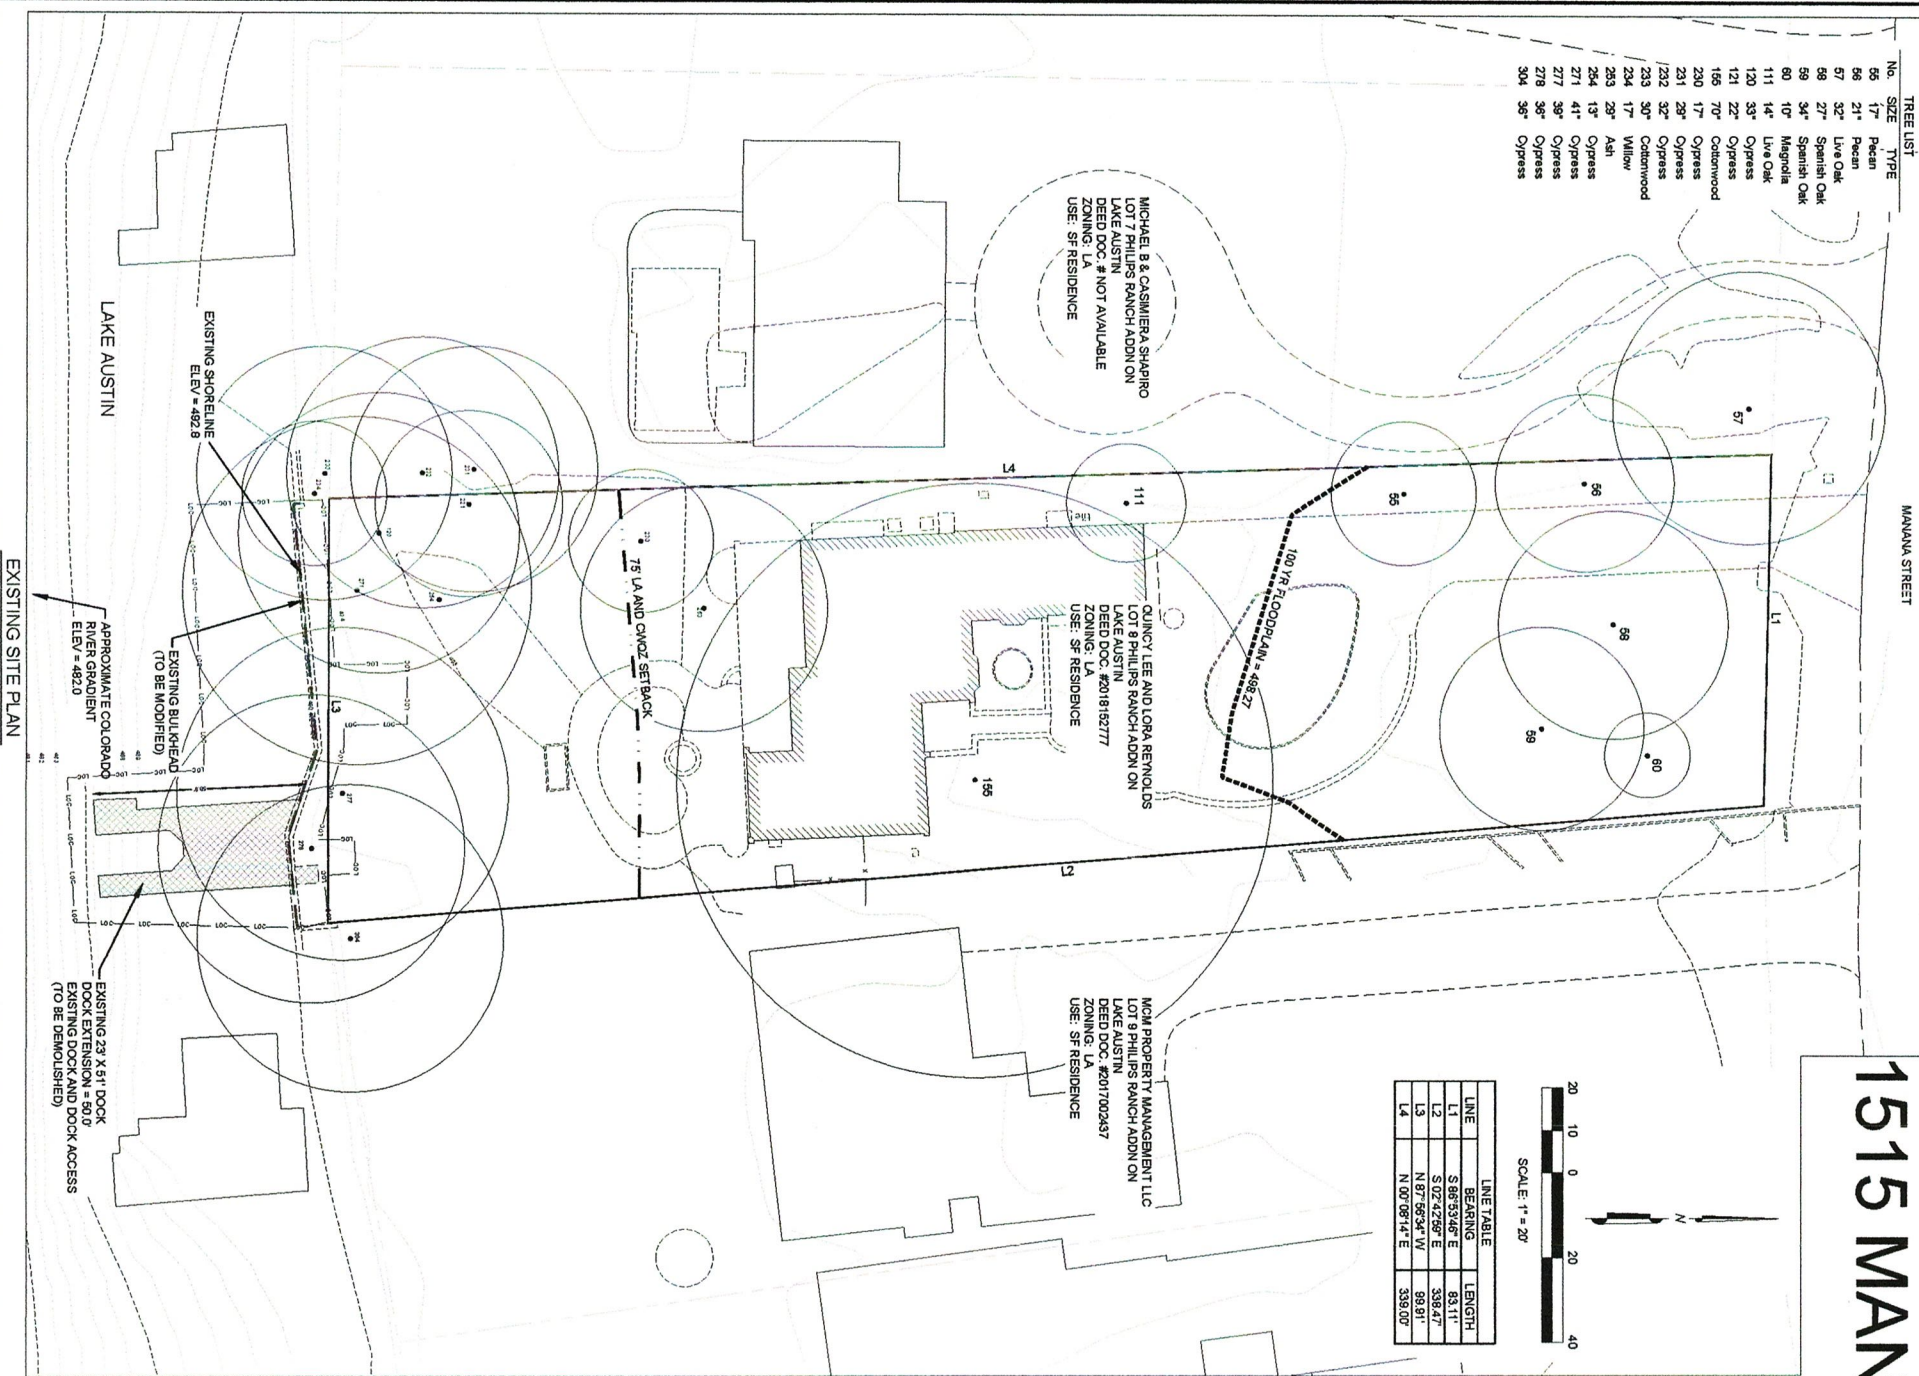 1515 MAN
MANANA STREET
TREE LIST
No. SIZE TYPE
55 17" Pecan
56 21" Pecan
57 32" Live Oak
58 27" Spanish Oak
59 34" Spanish Oak
60 10" Magnolia
111 14" Live Oak
120 33" Cypress
121 22" Cypress
155 70" Cottonwood
230 17" Cypress
231 29" Cypress
232 32" Cypress
233 30" Cottonwood
234 17" Willow
253 29" Ash
254 13" Cypress
271 41" Cypress
277 39" Cypress
278 36" Cypress
304 36" Cypress
20 10 0 20 40
SCALE: 1" = 20'
N
LINE TABLE
LINE BEARING LENGTH
L1 S 86°53'46" E 83.11'
L2 S 02°42'59" E 338.47'
L3 N 87°56'34" W 99.91'
L4 N 00°08'14" E 339.00'
MICHAEL B & CASIMIERA SHAPIRO
LOT 7 PHILIPS RANCH ADDN ON
LAKE AUSTIN
DEED DOC. # NOT AVAILABLE
ZONING: LA
USE: SF RESIDENCE
QUINCY LEE AND LORA REYNOLDS
LOT 8 PHILIPS RANCH ADDN ON
LAKE AUSTIN
DEED DOC. #2018152777
ZONING: LA
USE: SF RESIDENCE
MCM PROPERTY MANAGEMENT LLC
LOT 9 PHILIPS RANCH ADDN ON
LAKE AUSTIN
DEED DOC. #2017002437
ZONING: LA
USE: SF RESIDENCE
57
56
55
58
59
60
111
155
L1
L2
L3
L4
100 YR FLOODPLAIN = 498.27
75' LA AND CWQZ SETBACK
277
271
EXISTING SHORELINE
ELEV = 492.8
LAKE AUSTIN
EXISTING BULKHEAD
(TO BE MODIFIED)
APPROXIMATE COLORADO
RIVER GRADIENT
ELEV = 482.0
EXISTING 23' X 51' DOCK
DOCK EXTENSION = 50.0'
EXISTING DOCK AND DOCK ACCESS
(TO BE DEMOLISHED)
EXISTING SITE PLAN